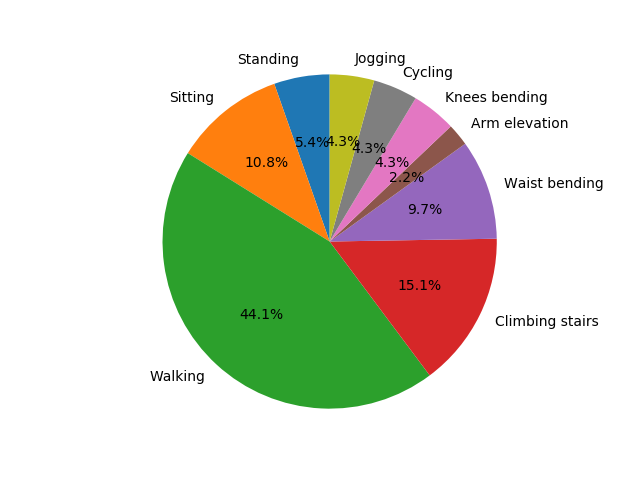 Jogging
Standing
Cycling
Sitting
Knees bending
Arm elevation
5.4%
4.3%
4.3%
10.8%
4.3%
2.2%
Waist bending
9.7%
15.1%
44.1%
Climbing stairs
Walking